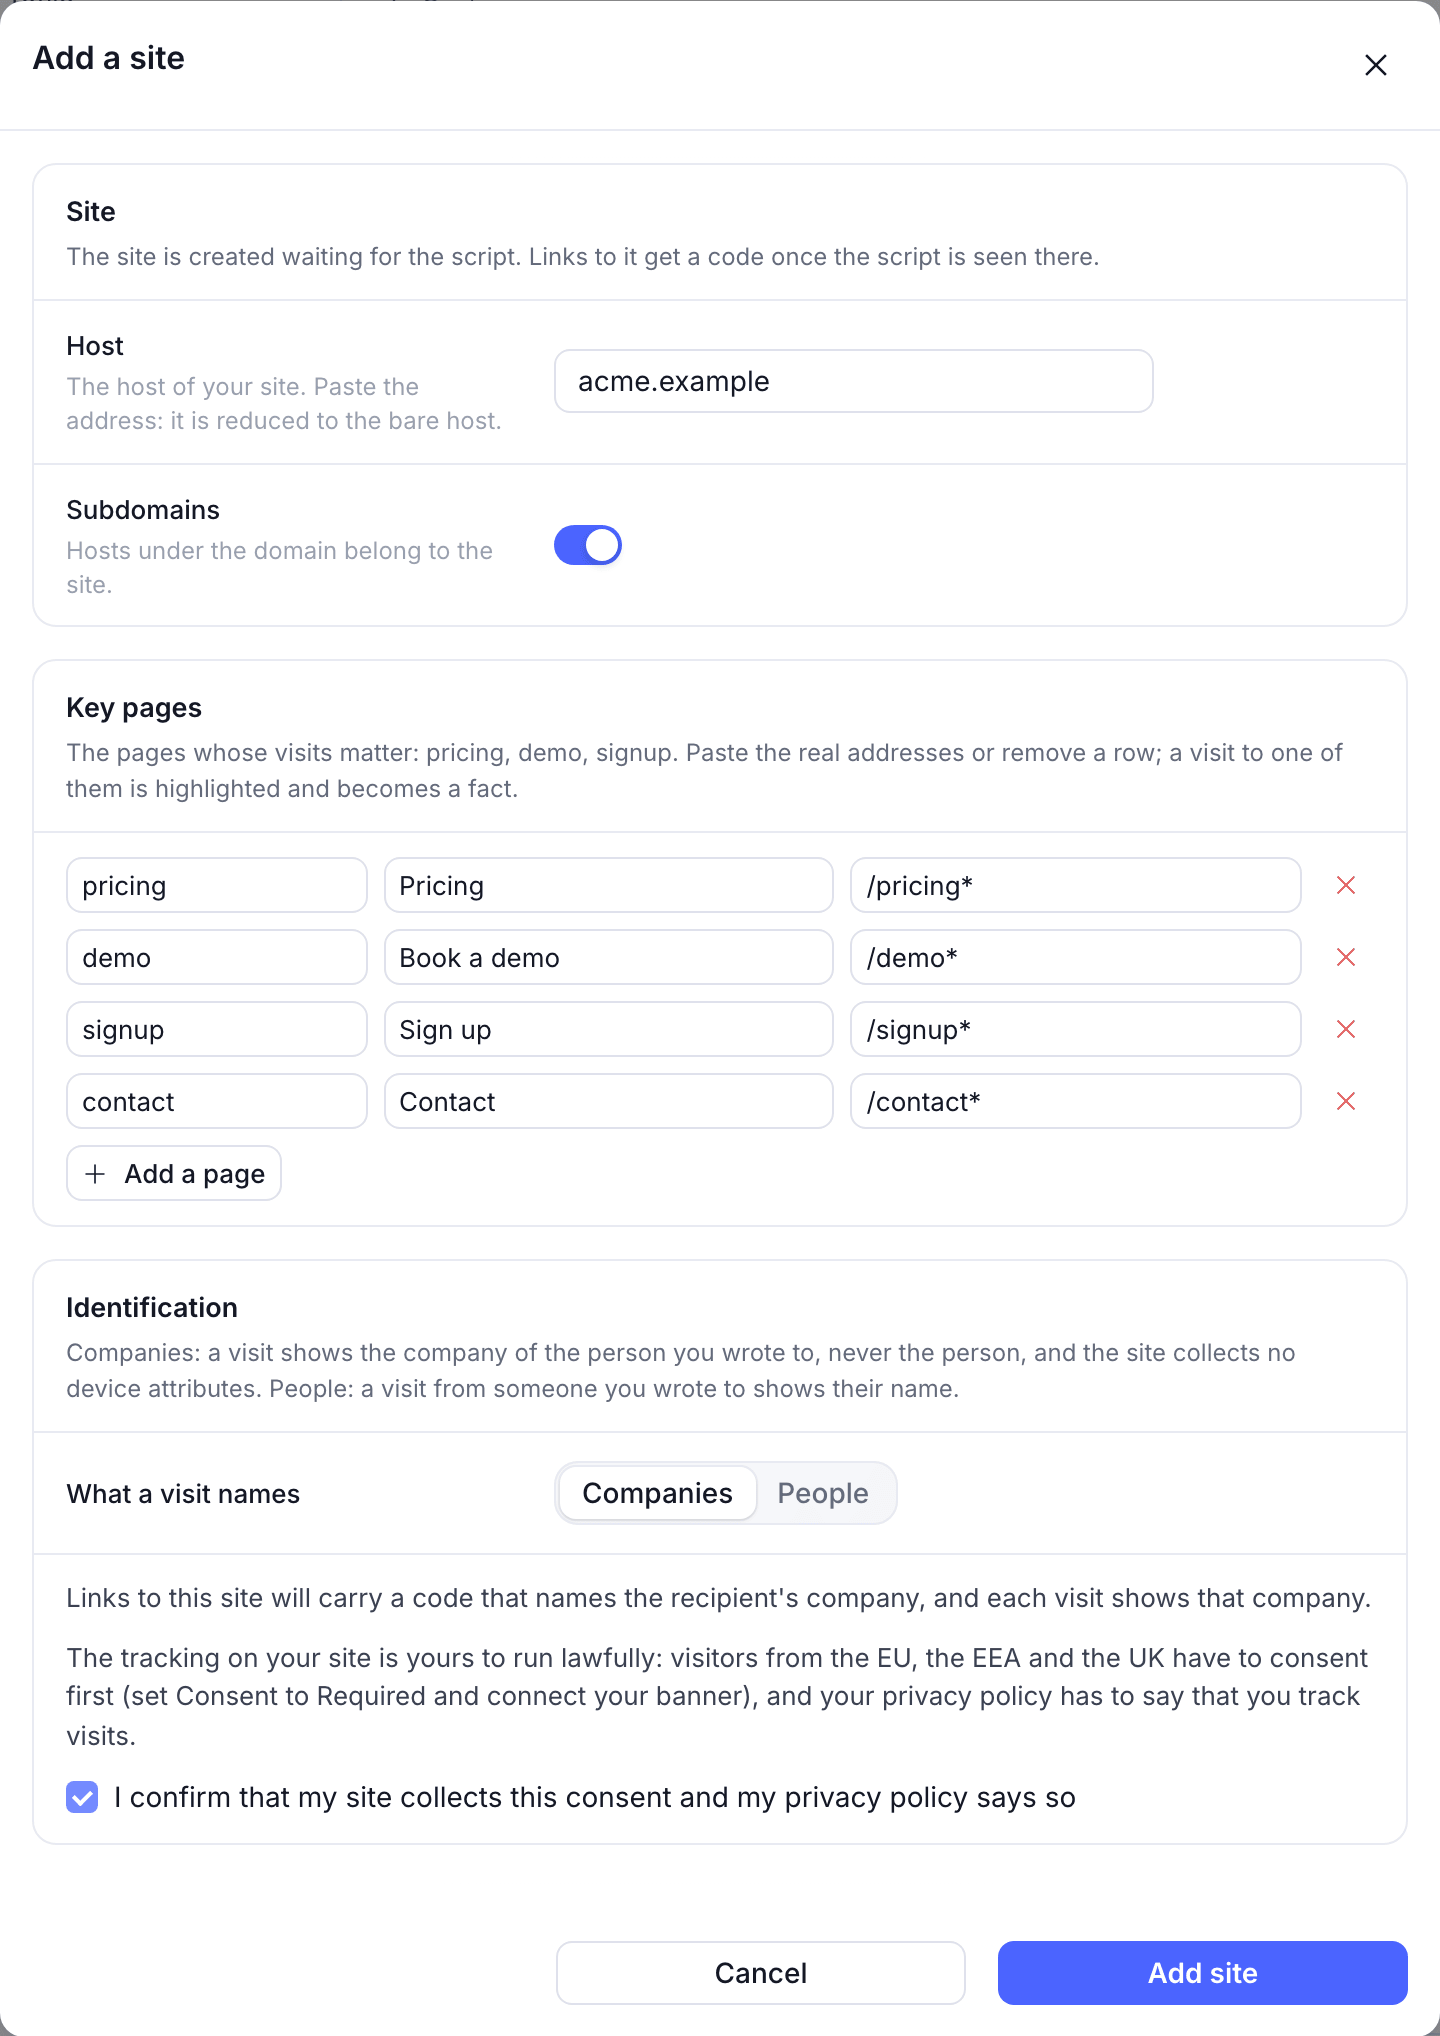 Add a site
Site
The site is created waiting for the script. Links to it get a code once the script is seen there.
Host
The host of your site. Paste the
address: it is reduced to the bare host.
acme.example
Subdomains
Hosts under the domain belong to the
site.
Key pages
The pages whose visits matter: pricing, demo, signup. Paste the real addresses or remove a row; a visit to one of
them is highlighted and becomes a fact.
pricing Pricing /pricing*
demo Book a demo /demo*
signup Sign up /signup*
contact Contact /contact*
Add a page
Identification
Companies: a visit shows the company of the person you wrote to, never the person, and the site collects no
device attributes. People: a visit from someone you wrote to shows their name.
What a visit names Companies People
Links to this site will carry a code that names the recipient's company, and each visit shows that company.
The tracking on your site is yours to run lawfully: visitors from the EU, the EEA and the UK have to consent
first (set Consent to Required and connect your banner), and your privacy policy has to say that you track
visits.
I confirm that my site collects this consent and my privacy policy says so
Cancel Add site